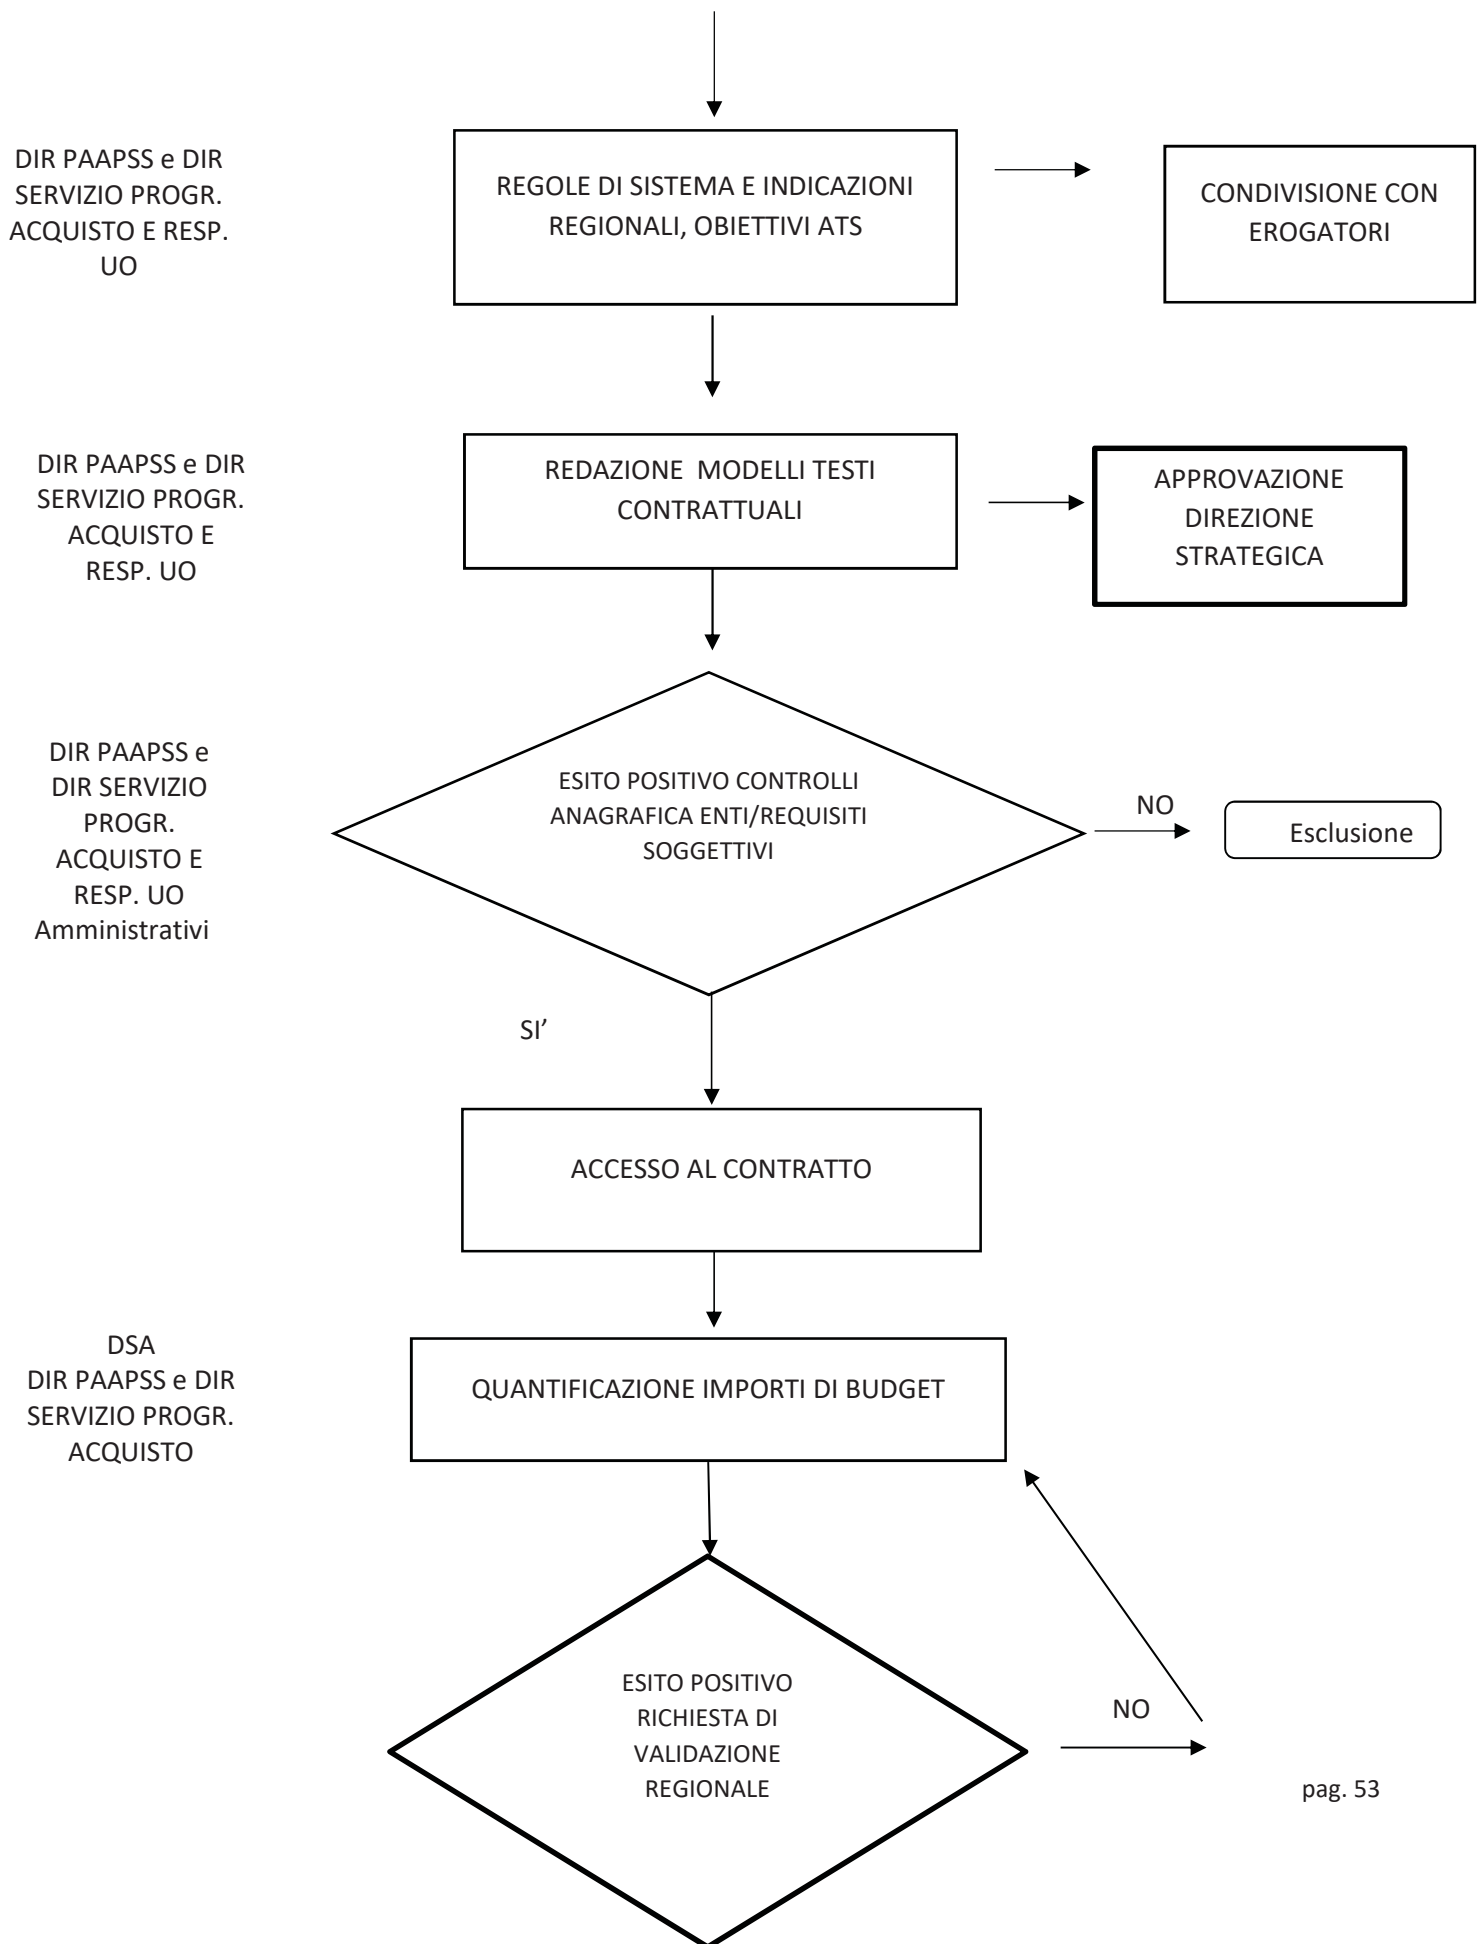 DIR PAAPSS e DIR
SERVIZIO PROGR.
ACQUISTO E RESP.
UO
REGOLE DI SISTEMA E INDICAZIONI
REGIONALI, OBIETTIVI ATS
CONDIVISIONE CON
EROGATORI
DIR PAAPSS e DIR
SERVIZIO PROGR.
ACQUISTO E
RESP. UO
REDAZIONE MODELLI TESTI
CONTRATTUALI
APPROVAZIONE
DIREZIONE
STRATEGICA
DIR PAAPSS e
DIR SERVIZIO
PROGR.
ACQUISTO E
RESP. UO
Amministrativi
ESITO POSITIVO CONTROLLI
ANAGRAFICA ENTI/REQUISITI
SOGGETTIVI
NO
Esclusione
SI’
ACCESSO AL CONTRATTO
DSA
DIR PAAPSS e DIR
SERVIZIO PROGR.
ACQUISTO
QUANTIFICAZIONE IMPORTI DI BUDGET
ESITO POSITIVO
RICHIESTA DI
VALIDAZIONE
REGIONALE
NO
pag. 53